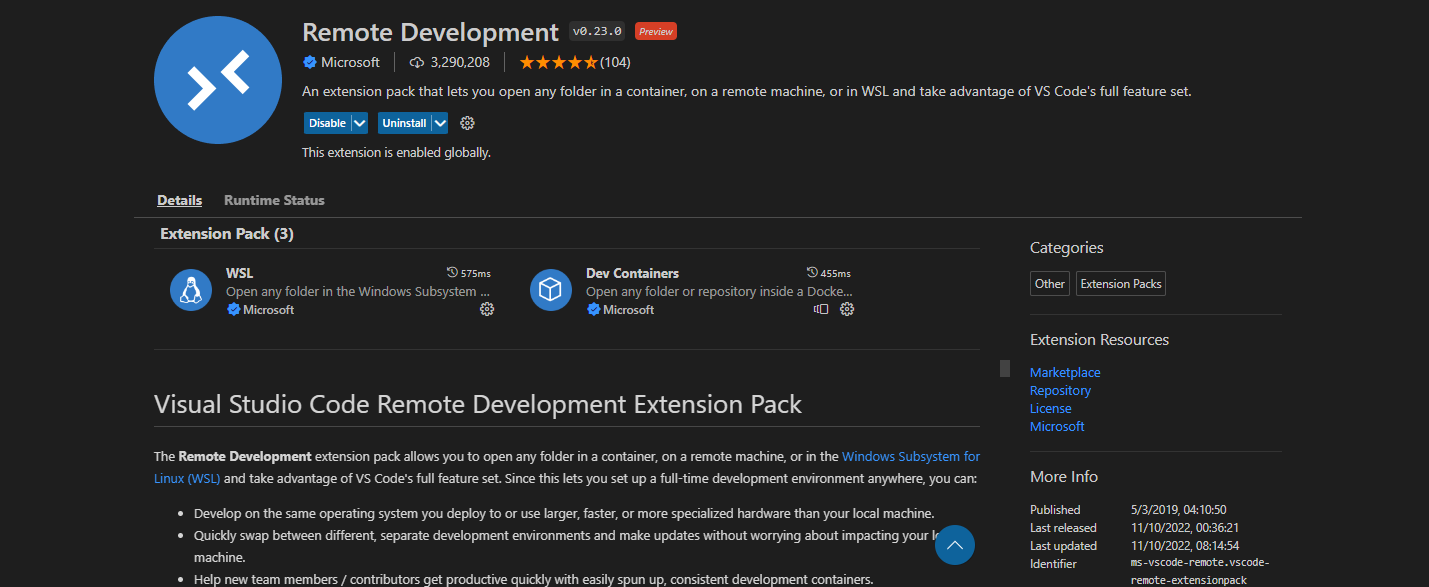 Remote Development v0.23.0 Preview
Microsoft 3,290,208 (104)
An extension pack that lets you open any folder in a container, on a remote machine, or in WSL and take advantage of VS Code's full feature set.
Disable Uninstall
This extension is enabled globally.
Details Runtime Status
Extension Pack (3)
WSL 575ms
Open any folder in the Windows Subsystem ...
Microsoft
Dev Containers 455ms
Open any folder or repository inside a Docke...
Microsoft
Visual Studio Code Remote Development Extension Pack
The Remote Development extension pack allows you to open any folder in a container, on a remote machine, or in the Windows Subsystem for
Linux (WSL) and take advantage of VS Code's full feature set. Since this lets you set up a full-time development environment anywhere, you can:
• Develop on the same operating system you deploy to or use larger, faster, or more specialized hardware than your local machine.
• Quickly swap between different, separate development environments and make updates without worrying about impacting your
machine.
• Help new team members / contributors get productive quickly with easily spun up, consistent development containers.
Categories
Other Extension Packs
Extension Resources
Marketplace
Repository
License
Microsoft
More Info
Published 5/3/2019, 04:10:50
Last released 11/10/2022, 00:36:21
Last updated 11/10/2022, 08:14:54
Identifier ms-vscode-remote.vscode-
remote-extensionpack